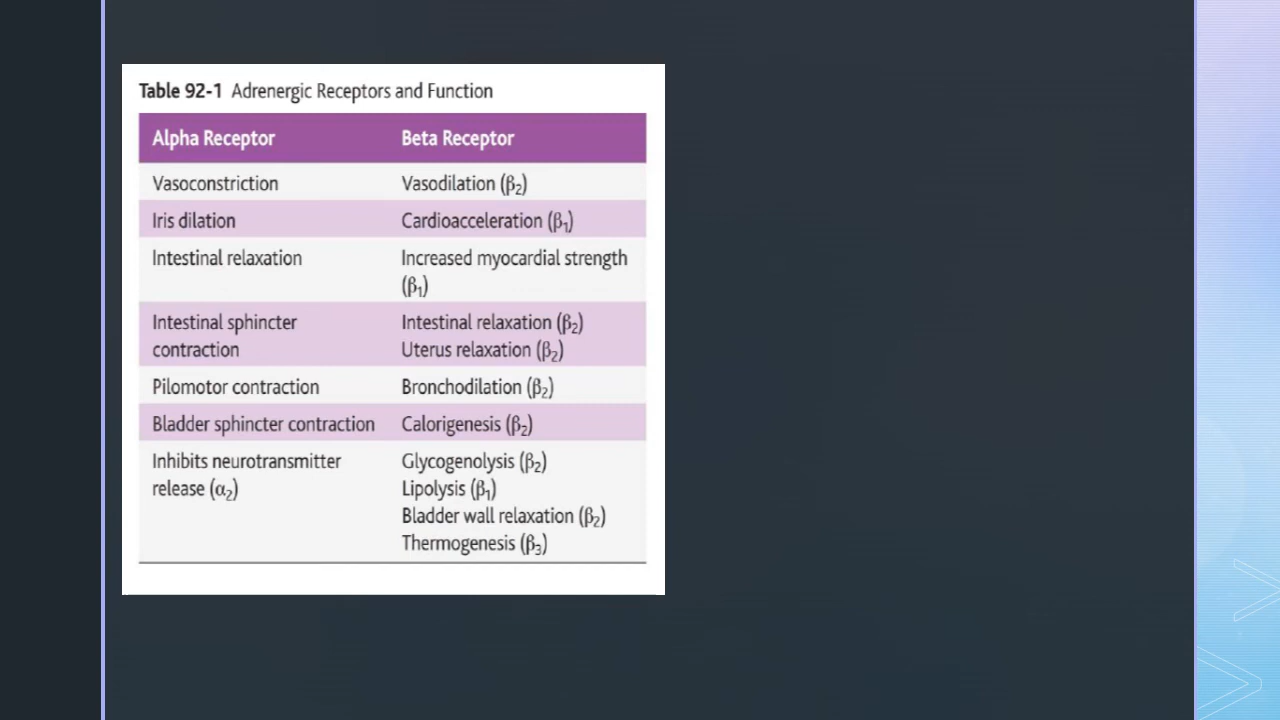 Table 92-1 Adrenergic Receptors and Function
Alpha Receptor Beta Receptor
Vasoconstriction Vasodilation (β₂)
Iris dilation Cardioacceleration (β₁)
Intestinal relaxation Increased myocardial strength
(β₁)
Intestinal sphincter Intestinal relaxation (β₂)
contraction Uterus relaxation (β₂)
Pilomotor contraction Bronchodilation (β₂)
Bladder sphincter contraction Calorigenesis (β₂)
Inhibits neurotransmitter Glycogenolysis (β₂)
release (α₂) Lipolysis (β₁)
Bladder wall relaxation (β₂)
Thermogenesis (β₃)